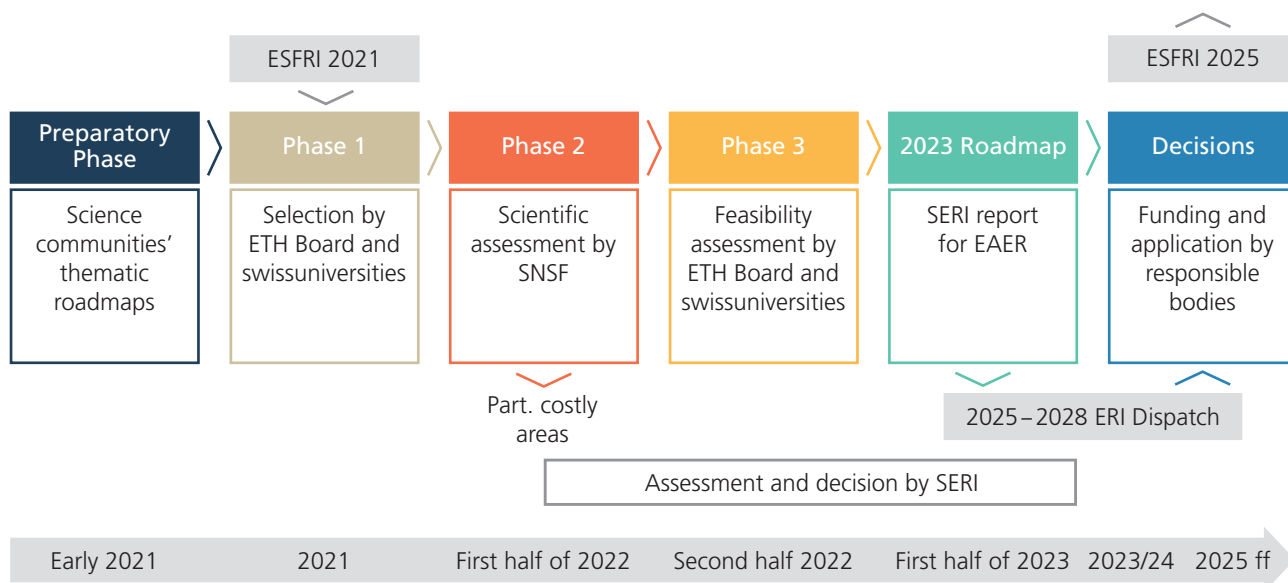 ESFRI 2021
ESFRI 2025
Preparatory
Phase
Phase 1
Phase 2
Phase 3
2023 Roadmap
Decisions
Science
communities’
thematic
roadmaps
Selection by
ETH Board and
swissuniversities
Scientific
assessment by
SNSF
Feasibility
assessment by
ETH Board and
swissuniversities
SERI report
for EAER
Funding and
application by
responsible
bodies
Part. costly
areas
2025–2028 ERI Dispatch
Assessment and decision by SERI
Early 2021
2021
First half of 2022
Second half 2022
First half of 2023
2023/24
2025 ff